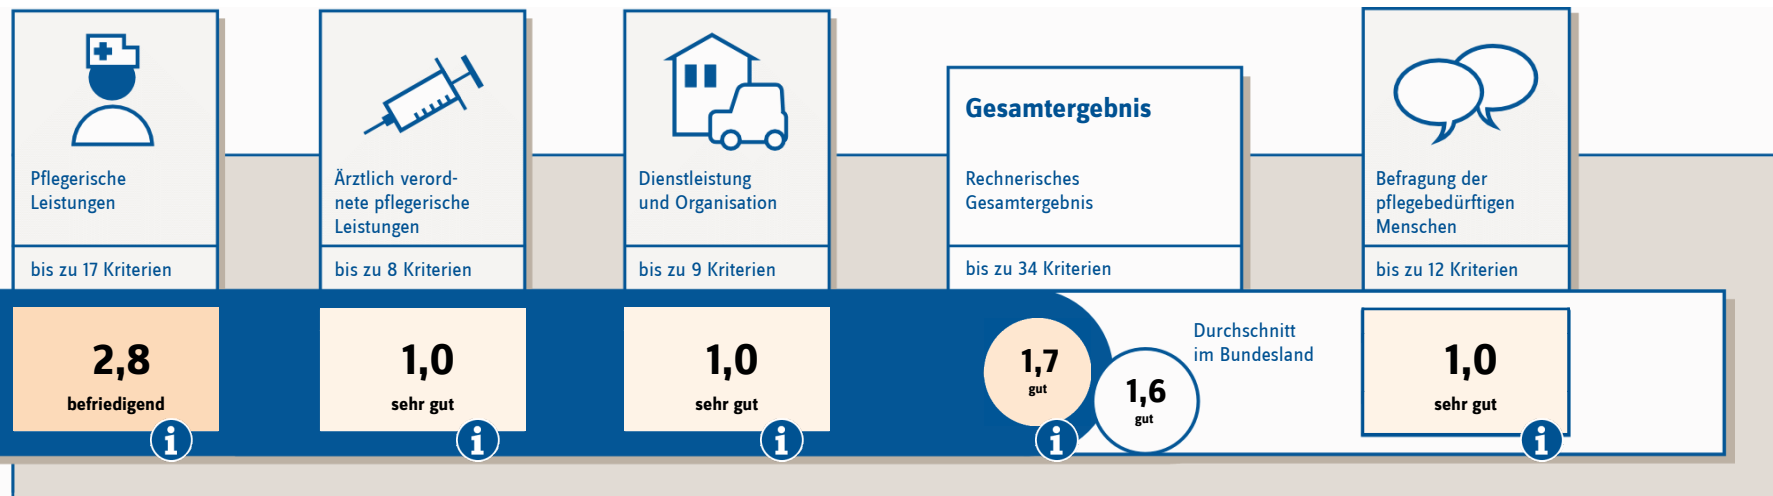 Pflegerische
Leistungen
bis zu 17 Kriterien
2,8
befriedigend
i
Ärztlich verord-
nete pflegerische
Leistungen
bis zu 8 Kriterien
1,0
sehr gut
i
Dienstleistung
und Organisation
bis zu 9 Kriterien
1,0
sehr gut
i
Gesamtergebnis
Rechnerisches
Gesamtergebnis
bis zu 34 Kriterien
1,7
gut
i
1,6
gut
Durchschnitt
im Bundesland
Befragung der
pflegebedürftigen
Menschen
bis zu 12 Kriterien
1,0
sehr gut
i